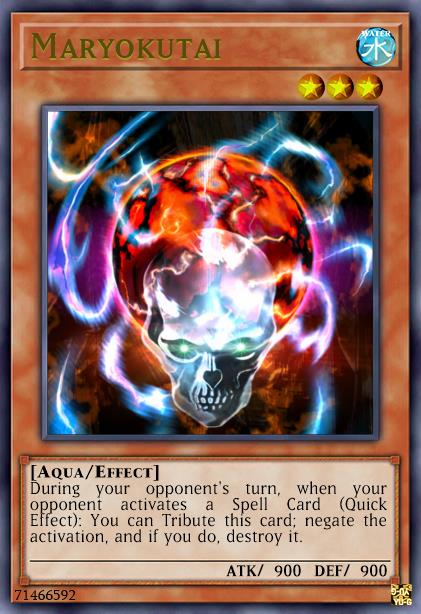 MARYOKUTAI
WATER
水
[AQUA/EFFECT]
During your opponent's turn, when your
opponent activates a Spell Card (Quick
Effect): You can Tribute this card; negate the
activation, and if you do, destroy it.
ATK/ 900 DEF/ 900
71466592